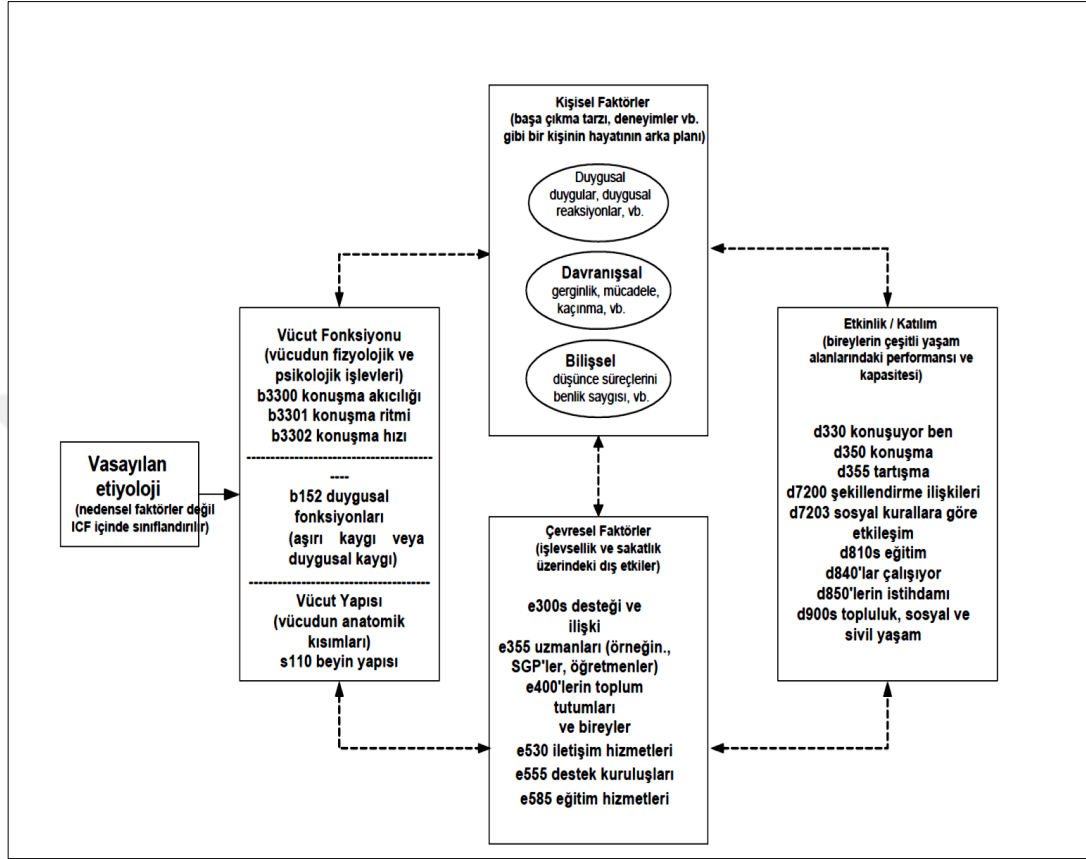 Kişisel Faktörler
(başa çıkma tarzı, deneyimler vb.
gibi bir kişinin hayatının arka planı)
Duygusal
duygular, duygusal
reaksiyonlar, vb.
Davranışsal
gerginlik, mücadele,
kaçınma, vb.
Bilişsel
düşünce süreçlerini
benlik saygısı, vb.
Vasayılan
etiyoloji
(nedensel faktörler değil
ICF içinde sınıflandırılır)
Vücut Fonksiyonu
(vücudun fizyolojik ve
psikolojik işlevleri)
b3300 konuşma akıcılığı
b3301 konuşma ritmi
b3302 konuşma hızı
----------------------------------------
----
b152 duygusal
fonksiyonları
(aşırı kaygı veya
duygusal kaygı)
---------------------------------------
Vücut Yapısı
(vücudun anatomik
kısımları)
s110 beyin yapısı
Çevresel Faktörler
(işlevsellik ve sakatlık
üzerindeki dış etkiler)
e300s desteği ve
ilişki
e355 uzmanları (örneğin.,
SGP'ler, öğretmenler)
e400'lerin toplum
tutumları
ve bireyler
e530 iletişim hizmetleri
e555 destek kuruluşları
e585 eğitim hizmetleri
Etkinlik / Katılım
(bireylerin çeşitli yaşam
alanlarındaki performansı ve
kapasitesi)
d330 konuşuyor ben
d350 konuşma
d355 tartışma
d7200 şekillendirme ilişkileri
d7203 sosyal kurallara göre
etkileşim
d810s eğitim
d840'lar çalışıyor
d850'lerin istihdamı
d900s topluluk, sosyal ve
sivil yaşam